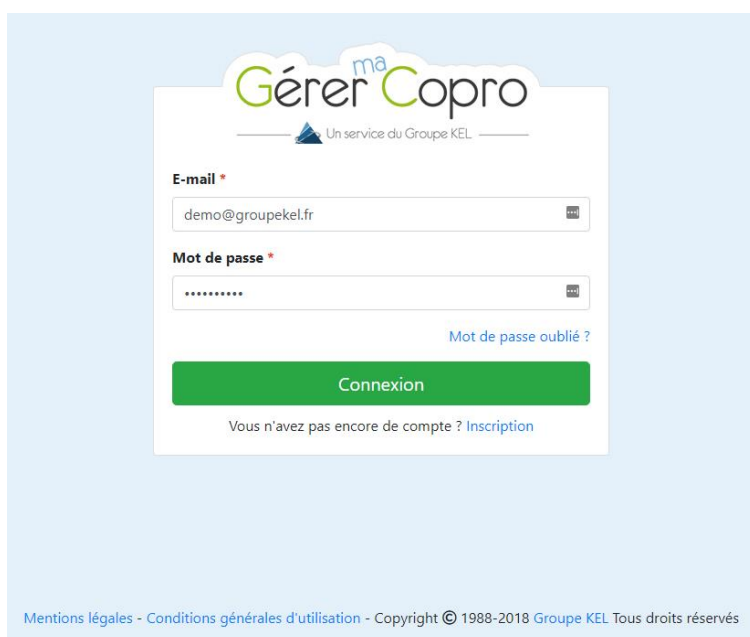 Gérer ma Copro
Un service du Groupe KEL
E-mail *
demo@groupekel.fr
Mot de passe *
••••••••••
Mot de passe oublié ?
Connexion
Vous n'avez pas encore de compte ? Inscription
Mentions légales - Conditions générales d'utilisation - Copyright © 1988-2018 Groupe KEL Tous droits réservés